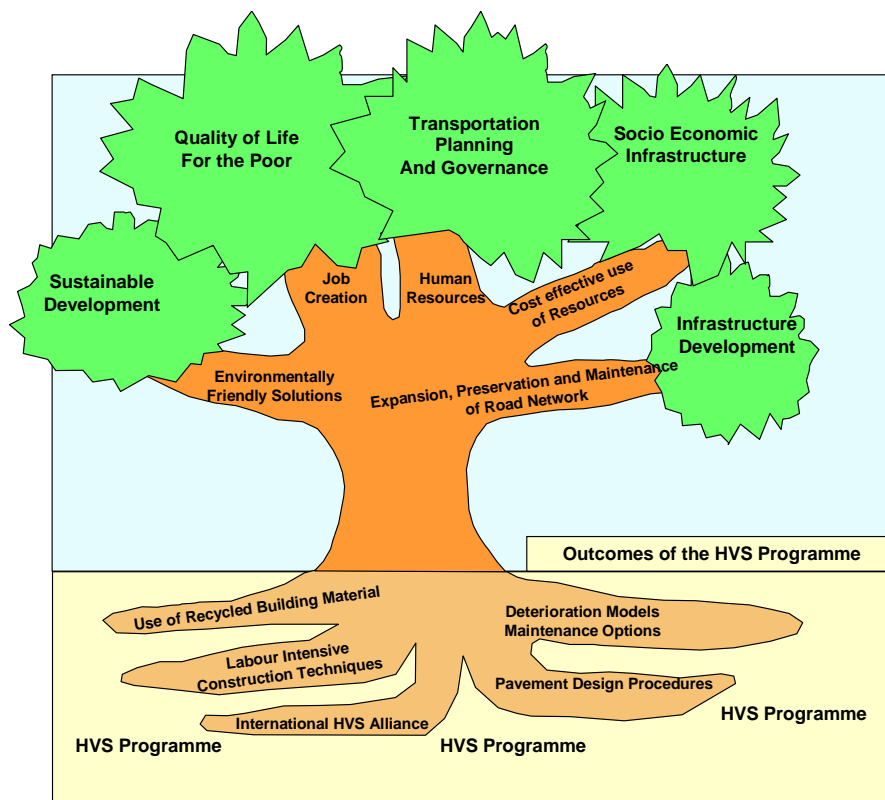 Quality of Life
For the Poor
Transportation
Planning
And Governance
Socio Economic
Infrastructure
Sustainable
Development
Job
Creation
Human
Resources
Cost effective use
of Resources
Infrastructure
Development
Environmentally
Friendly Solutions
Expansion, Preservation and Maintenance
of Road Network
Outcomes of the HVS Programme
Use of Recycled Building Material
Deterioration Models
Maintenance Options
Labour Intensive
Construction Techniques
Pavement Design Procedures
International HVS Alliance
HVS Programme
HVS Programme
HVS Programme